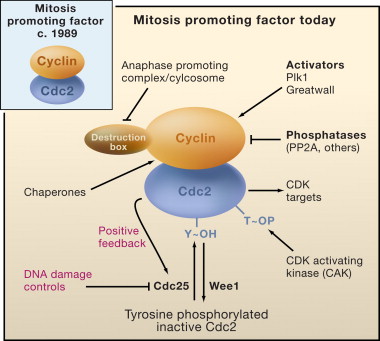 Mitosis
promoting factor
c. 1989
Cyclin
Cdc2
Mitosis promoting factor today
Anaphase promoting
complex/cylcosome
Activators
Plk1
Greatwall
Destruction
box
Cyclin
Phosphatases
(PP2A, others)
Chaperones
Cdc2
CDK
targets
Y~OH
T~OP
Positive
feedback
CDK activating
kinase (CAK)
DNA damage
controls
Cdc25
Wee1
Tyrosine phosphorylated
inactive Cdc2